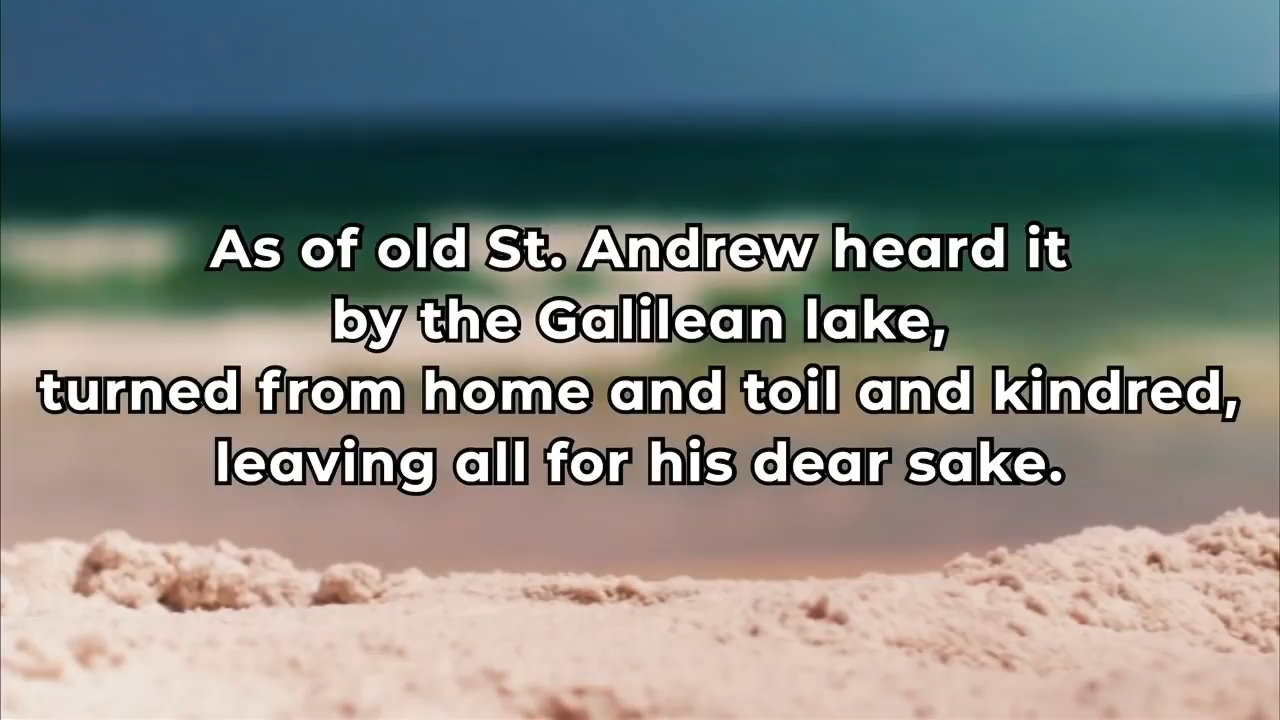 As of old St. Andrew heard it
by the Galilean lake,
turned from home and toil and kindred,
leaving all for his dear sake.